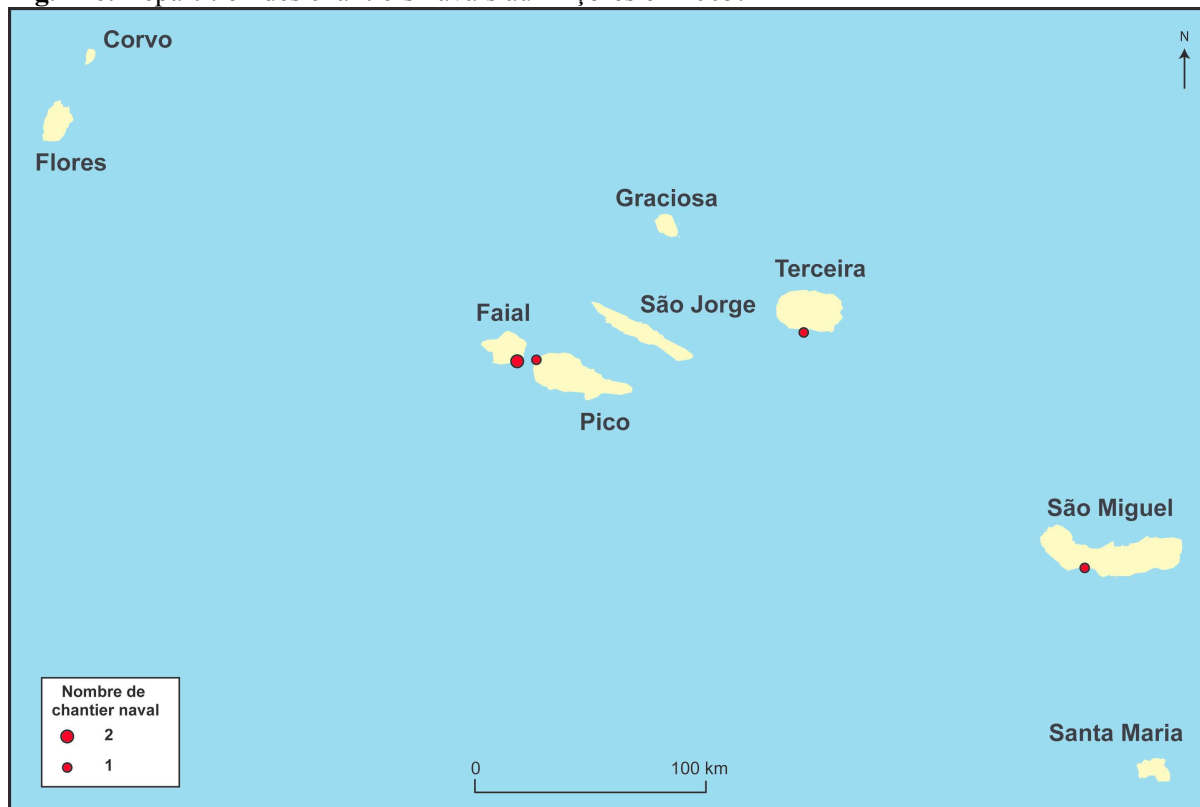 Corvo
N
Flores
Graciosa
Terceira
São Jorge
Faial
Pico
São Miguel
Nombre de
chantier naval
2
1
Santa Maria
0 100 km